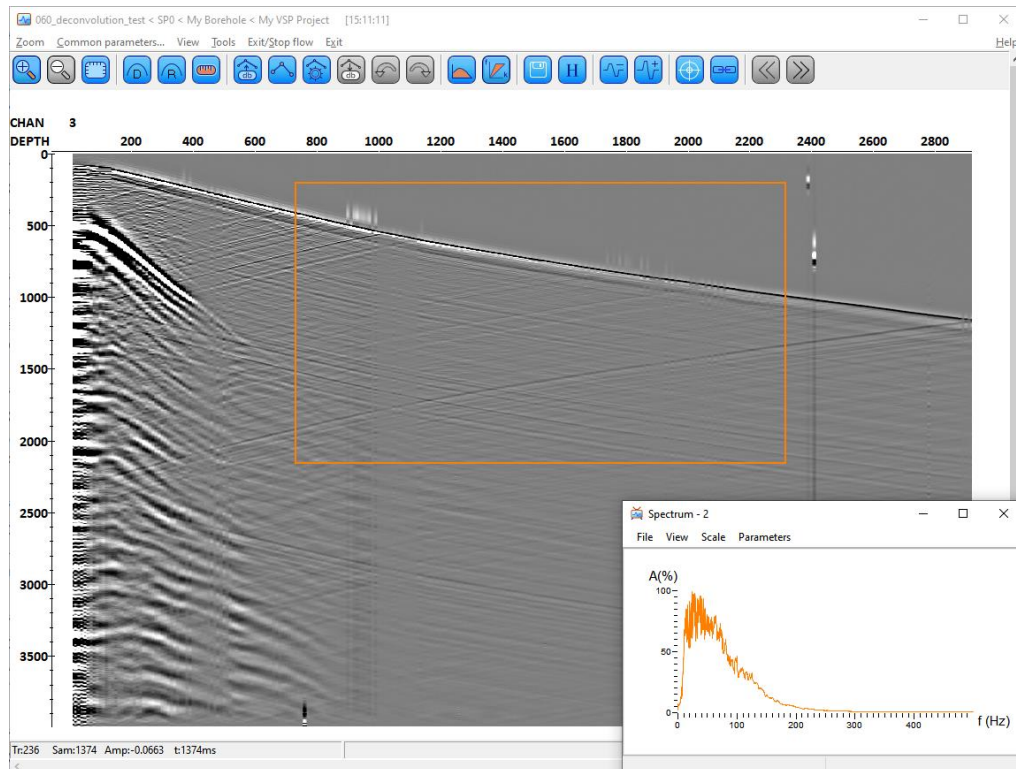 060_deconvolution_test < SP0 < My Borehole < My VSP Project [15:11:11]
Zoom Common parameters... View Tools Exit/Stop flow Exit Help
D R db db H
CHAN 3
DEPTH 200 400 600 800 1000 1200 1400 1600 1800 2000 2200 2400 2600 2800
0
500
1000
1500
2000
2500
3000
3500
Spectrum - 2
File View Scale Parameters
A(%)
100
50
0
0 100 200 400 f (Hz)
Tr:236 Sam:1374 Amp:-0.0663 t:1374ms